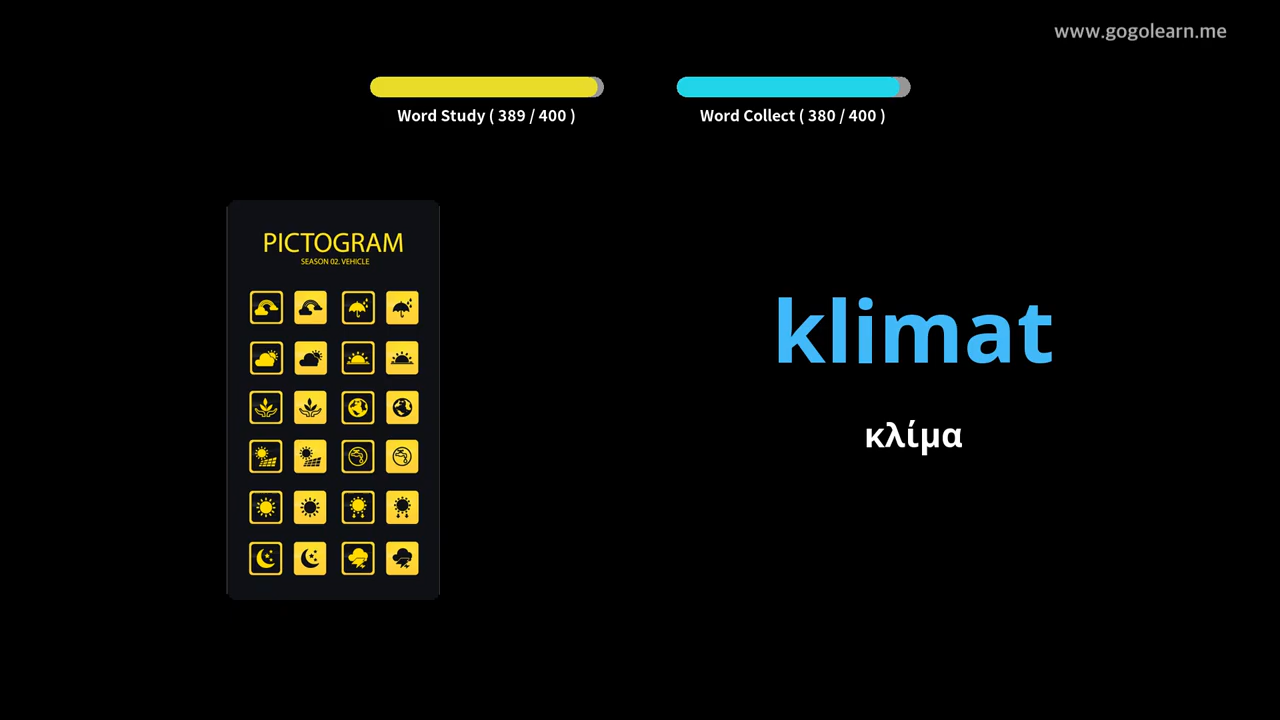 www.gogolearn.me
Word Study ( 389 / 400 )
Word Collect ( 380 / 400 )
PICTOGRAM
SEASON 02. VEHICLE
klimat
κλίμα